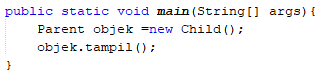 public static void main(String[] args){
    Parent objek =new Child();
    objek.tampil();
}